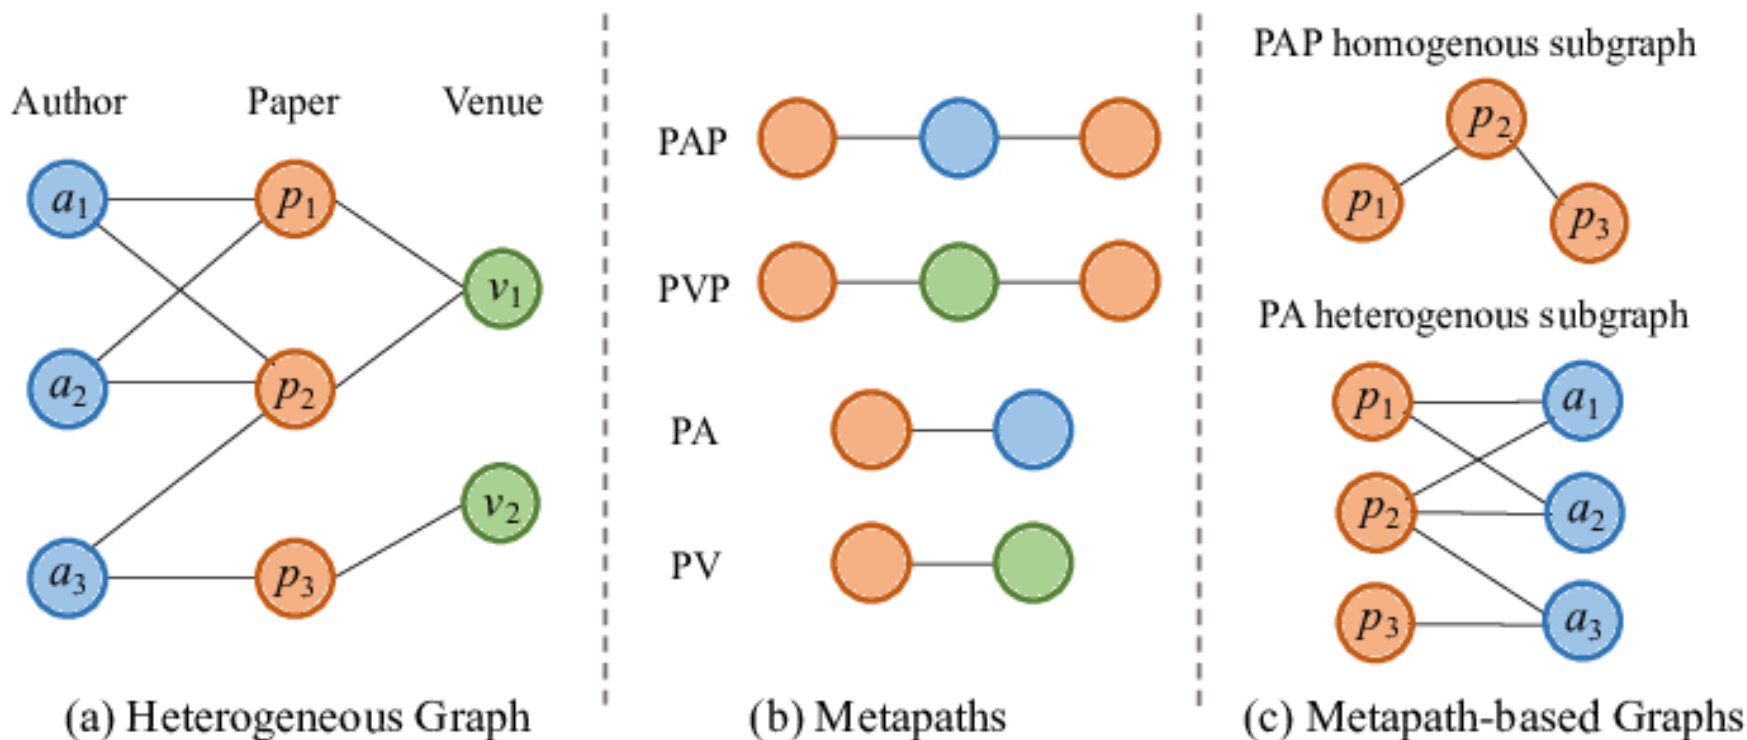 Author Paper Venue
a1 p1
v1
a2 p2
v2
a3 p3
(a) Heterogeneous Graph
PAP
PVP
PA
PV
(b) Metapaths
PAP homogenous subgraph
p2
p1
p3
PA heterogenous subgraph
p1 a1
p2 a2
p3 a3
(c) Metapath-based Graphs